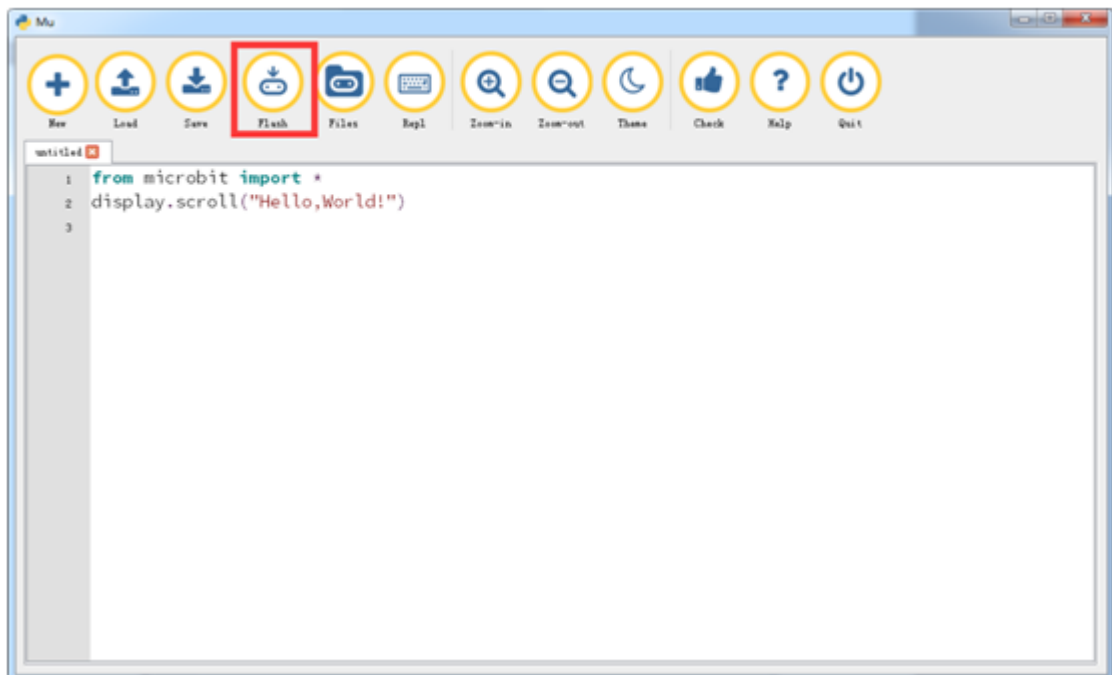 Mu
New Load Save Flash Files Repl Zoom-in Zoom-out Theme Check Help Quit
untitled
1 from microbit import *
2 display.scroll("Hello,World!")
3